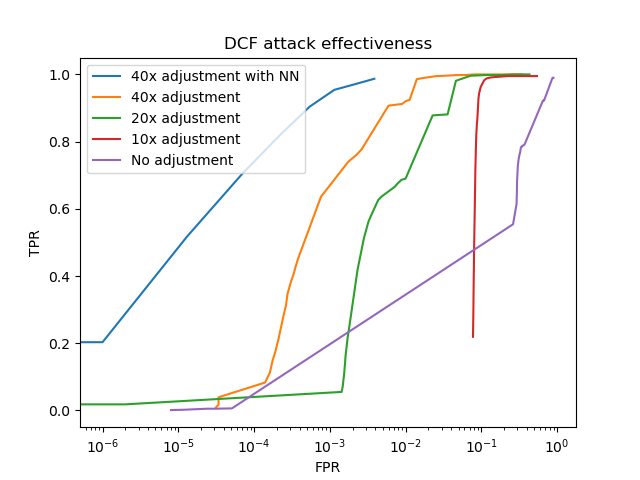 DCF attack effectiveness
40x adjustment with NN
40x adjustment
20x adjustment
10x adjustment
No adjustment
TPR
1.0
0.8
0.6
0.4
0.2
0.0
10⁻⁶ 10⁻⁵ 10⁻⁴ 10⁻³ 10⁻² 10⁻¹ 10⁰
FPR